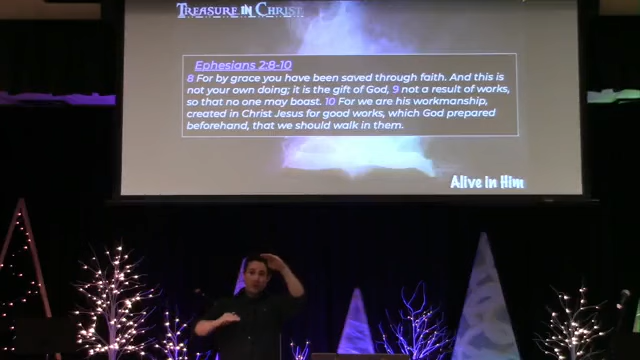 TREASURE IN CHRIST
Ephesians 2:8-10
8 For by grace you have been saved through faith. And this is
not your own doing; it is the gift of God, 9 not a result of works,
so that no one may boast. 10 For we are his workmanship,
created in Christ Jesus for good works, which God prepared
beforehand, that we should walk in them.
Alive in Him